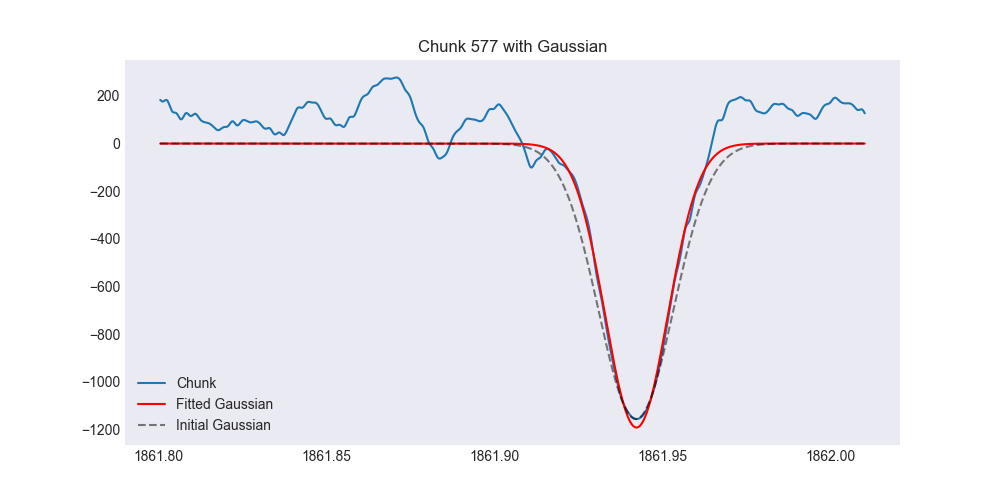 Chunk 577 with Gaussian
200
0
−200
−400
−600
−800
−1000
−1200
Chunk
Fitted Gaussian
Initial Gaussian
1861.80 1861.85 1861.90 1861.95 1862.00